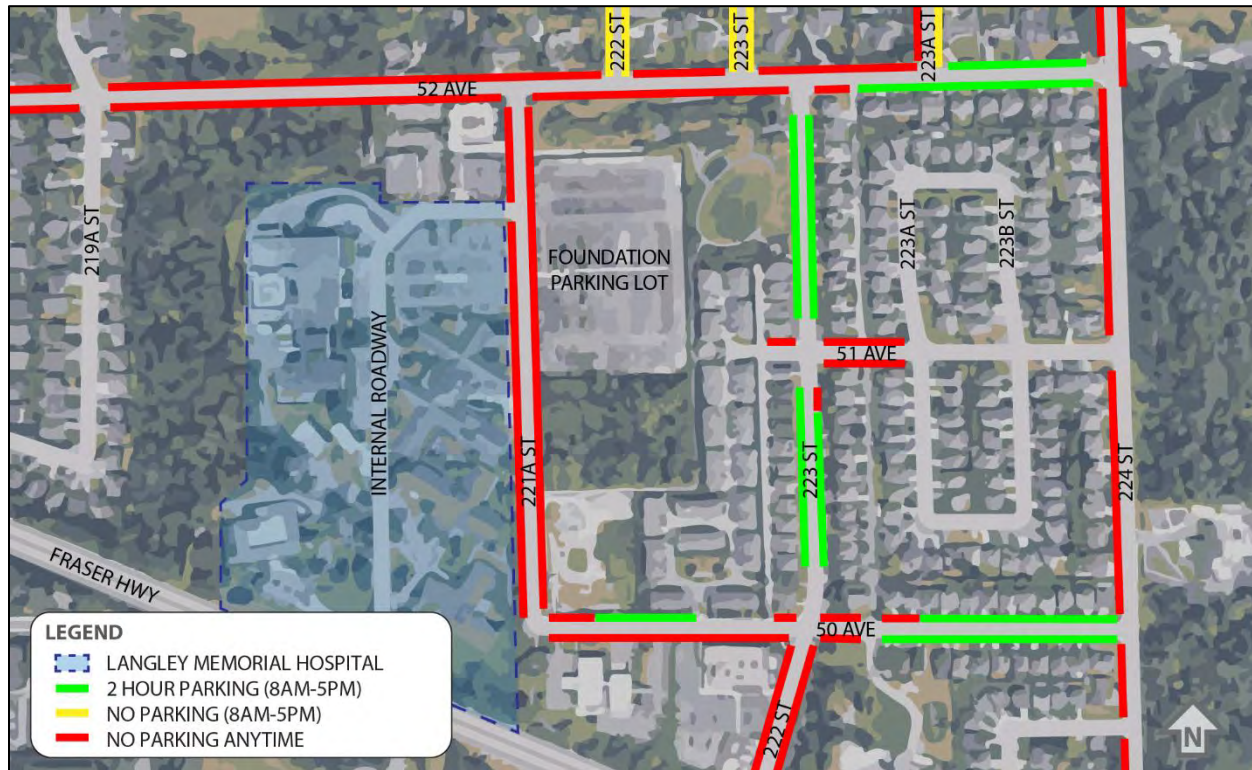 222 ST
223 ST
223A ST
52 AVE
219A ST
FOUNDATION
PARKING LOT
223A ST
223B ST
INTERNAL ROADWAY
51 AVE
221A ST
223 ST
224 ST
FRASER HWY
50 AVE
222 ST
LEGEND
LANGLEY MEMORIAL HOSPITAL
2 HOUR PARKING (8AM-5PM)
NO PARKING (8AM-5PM)
NO PARKING ANYTIME
N